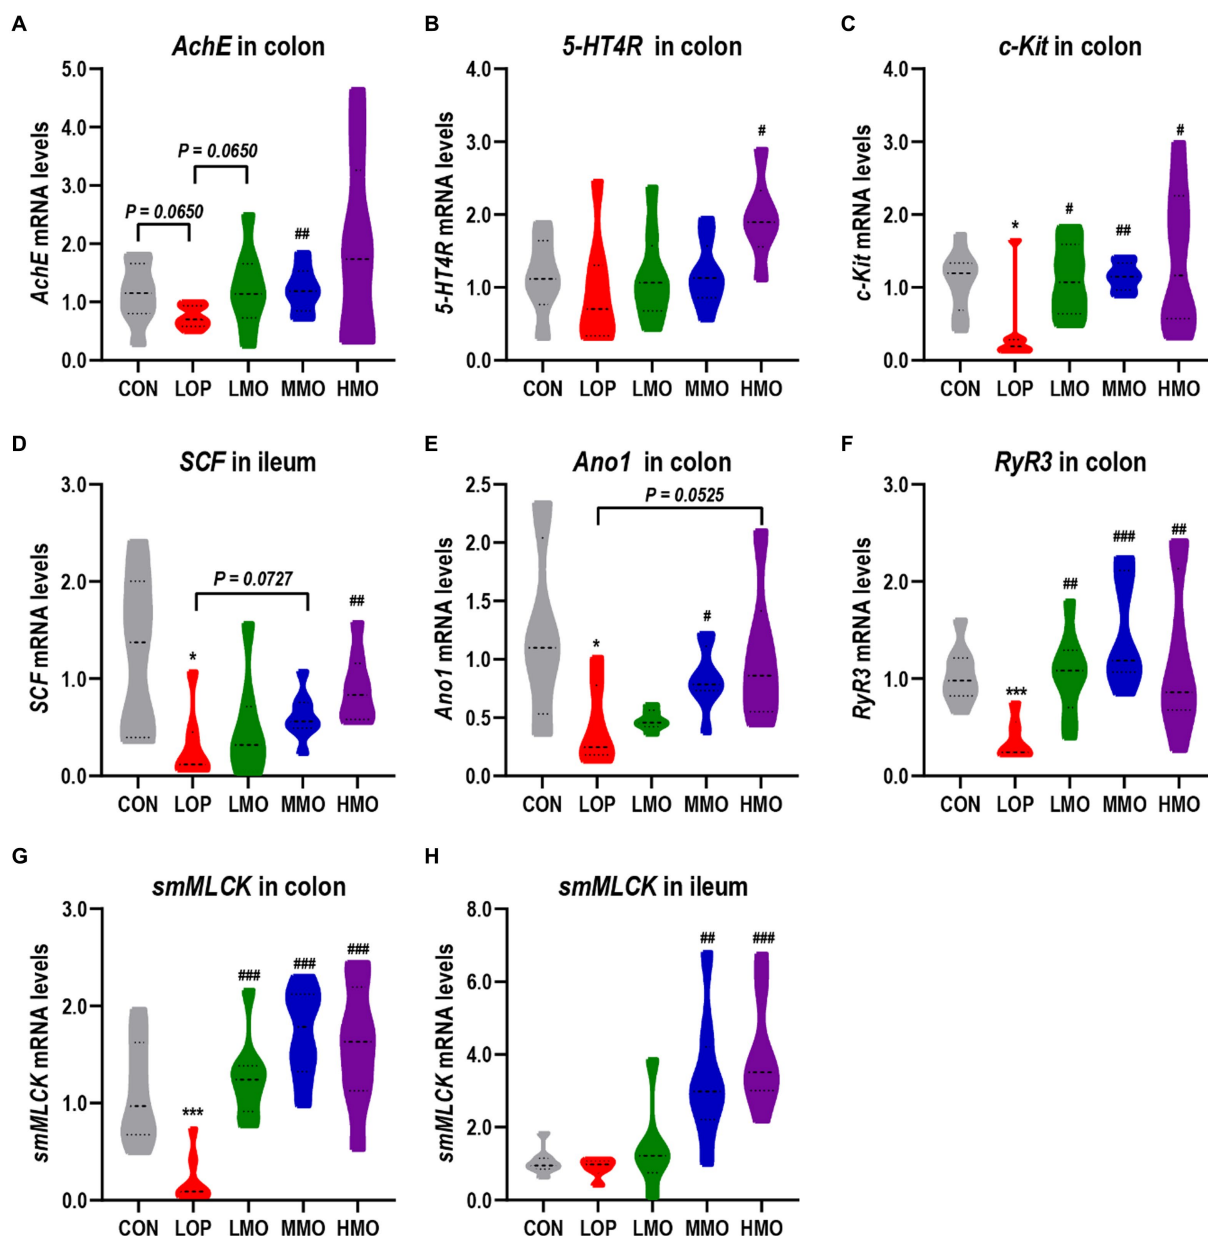 A
AchE in colon
AchE mRNA levels
5.0
4.0
3.0
2.0
1.0
0.0
P = 0.0650
P = 0.0650
##
CON LOP LMO MMO HMO
B
5-HT4R in colon
5-HT4R mRNA levels
4.0
3.0
2.0
1.0
0.0
#
CON LOP LMO MMO HMO
C
c-Kit in colon
c-Kit mRNA levels
4.0
3.0
2.0
1.0
0.0
* # ## #
CON LOP LMO MMO HMO
D
SCF in ileum
SCF mRNA levels
3.0
2.0
1.0
0.0
P = 0.0727
* ##
CON LOP LMO MMO HMO
E
Ano1 in colon
Ano1 mRNA levels
2.5
2.0
1.5
1.0
0.5
0.0
P = 0.0525
* #
CON LOP LMO MMO HMO
F
RyR3 in colon
RyR3 mRNA levels
3.0
2.0
1.0
0.0
*** ## ### ##
CON LOP LMO MMO HMO
G
smMLCK in colon
smMLCK mRNA levels
3.0
2.0
1.0
0.0
*** ### ### ###
CON LOP LMO MMO HMO
H
smMLCK in ileum
smMLCK mRNA levels
8.0
6.0
4.0
2.0
0.0
## ###
CON LOP LMO MMO HMO